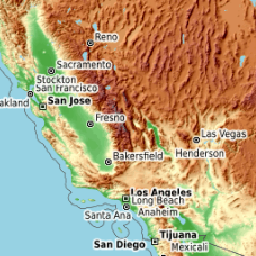 Reno
Sacramento
Stockton
San Francisco
akland
San Jose
Fresno
Las Vegas
Henderson
Bakersfield
Los Angeles
Long Beach
Santa Ana
Anaheim
Tijuana
San Diego
Mexicali